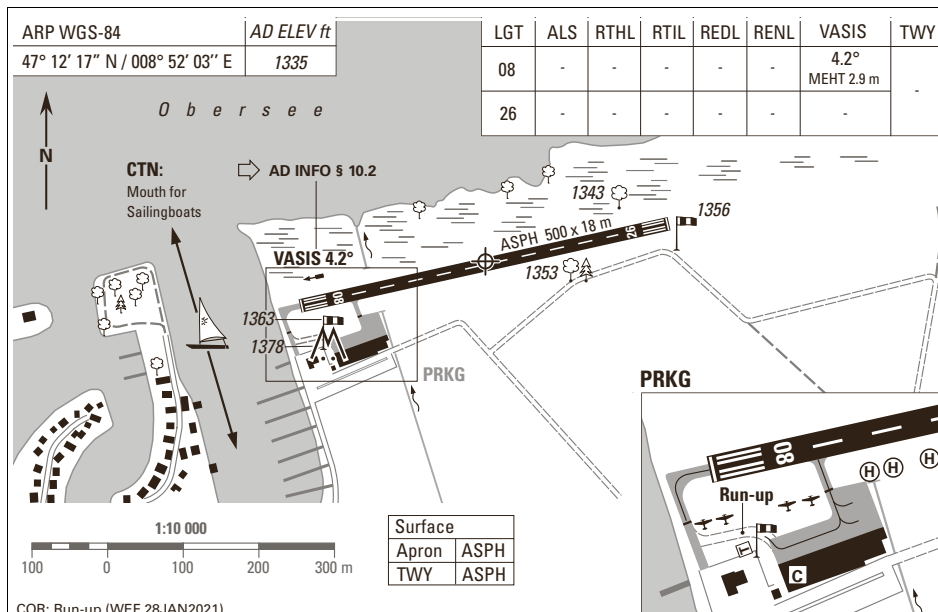 ARP WGS-84 AD ELEV ft
47° 12′ 17″ N / 008° 52′ 03′′ E 1335
LGT ALS RTHL RTIL REDL RENL VASIS TWY
08 - - - - - 4.2° MEHT 2.9 m -
26 - - - - - -
Obersee
N
CTN:
Mouth for
Sailingboats
AD INFO § 10.2
1343
1356
ASPH 500 x 18 m
26
VASIS 4.2°
1353
08
1363
1378
PRKG
PRKG
08
H H H
Run-up
T
C
1:10 000
100 0 100 200 300 m
Surface
Apron ASPH
TWY ASPH
COR: Run-up (WEF 28JAN2021)